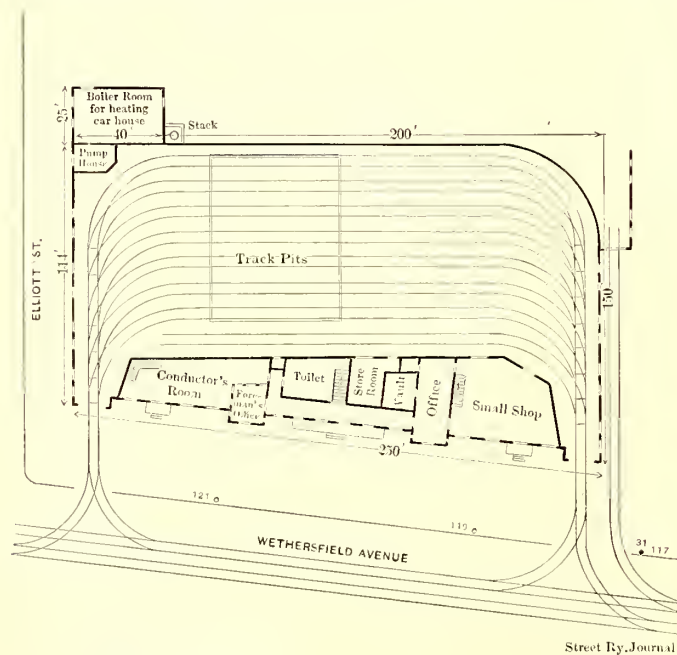 Boiler Room
for heating
car house
40'
25'
Stack
200'
Pump
House
ELLIOTT ST.
114'
Track Pits
150'
Conductor's
Room
Fore-
man's
Office
Toilet
Store
Room
Vault
Office
Small Shop
250'
121
119
WETHERSFIELD AVENUE
31
117
Street Ry. Journal